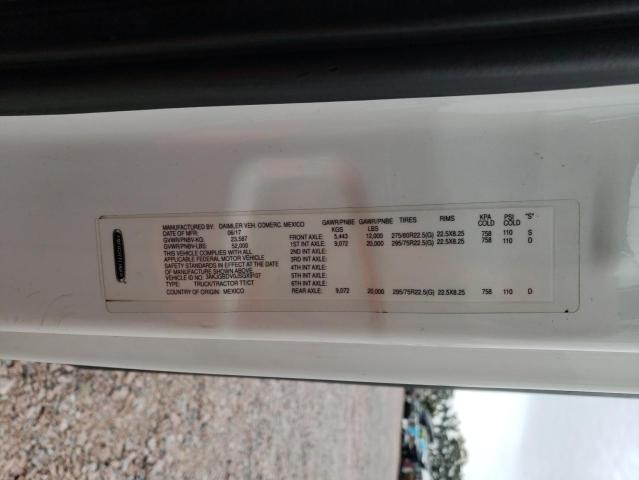 FREIGHTLINER
MANUFACTURED BY: DAIMLER VEH. COMERC. MEXICO
DATE OF MFR: 06/17
GVWR/PNBV-KG: 23,587
GVWR/PNBV-LBS: 52,000
THIS VEHICLE COMPLIES WITH ALL
APPLICABLE FEDERAL MOTOR VEHICLE
SAFETY STANDARDS IN EFFECT AT THE DATE
OF MANUFACTURE SHOWN ABOVE.
VEHICLE ID NO.:
TYPE: TRUCK/TRACTOR TT/CT
COUNTRY OF ORIGIN: MEXICO
GAWR/PNBE KGS GAWR/PNBE LBS TIRES RIMS KPA COLD PSI COLD "S"
FRONT AXLE: 5,443 12,000 275/80R22.5(G) 22.5X8.25 758 110 S
1ST INT AXLE: 9,072 20,000 295/75R22.5(G) 22.5X8.25 758 110 D
2ND INT AXLE:
3RD INT AXLE:
4TH INT AXLE:
5TH INT AXLE:
6TH INT AXLE:
REAR AXLE: 9,072 20,000 295/75R22.5(G) 22.5X8.25 758 110 D